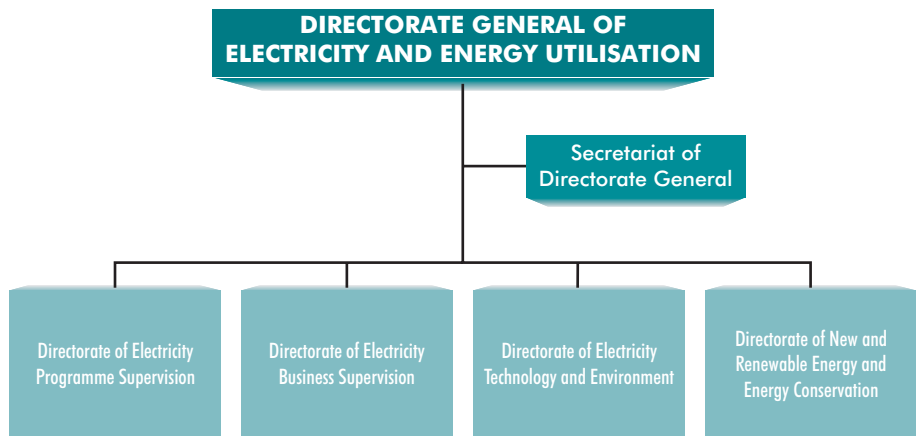 DIRECTORATE GENERAL OF
ELECTRICITY AND ENERGY UTILISATION
Secretariat of
Directorate General
Directorate of Electricity
Programme Supervision
Directorate of Electricity
Business Supervision
Directorate of Electricity
Technology and Environment
Directorate of New and
Renewable Energy and
Energy Conservation